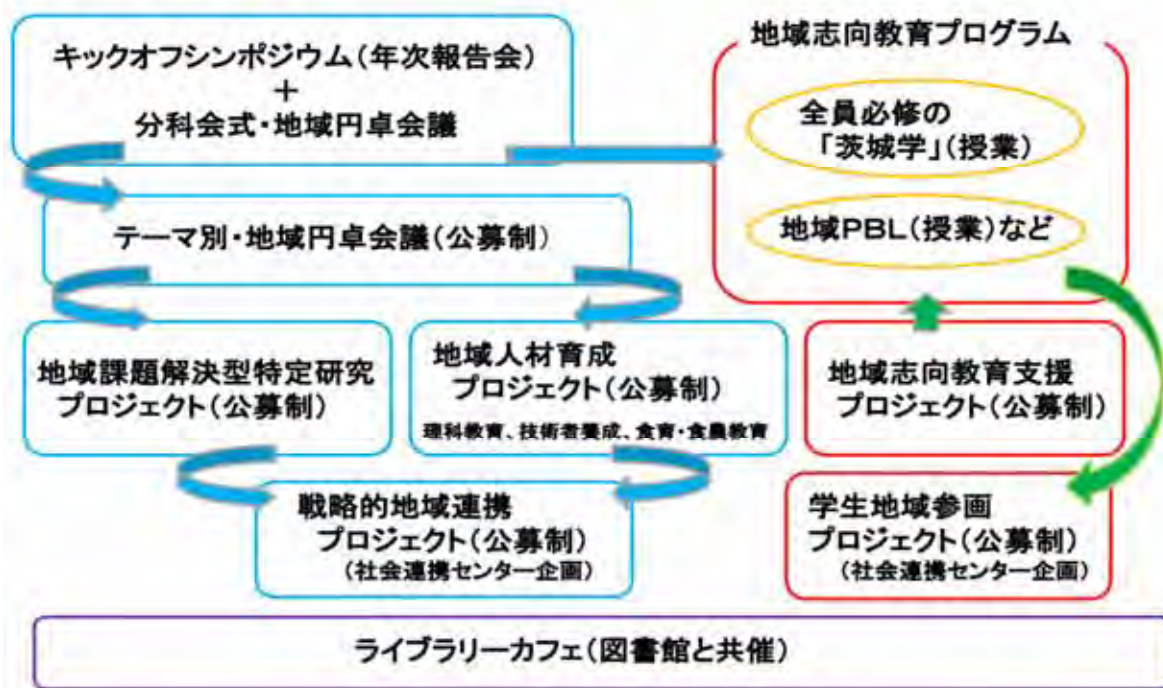 キックオフシンポジウム(年次報告会)
+
分科会式・地域円卓会議
テーマ別・地域円卓会議(公募制)
地域課題解決型特定研究
プロジェクト(公募制)
地域人材育成
プロジェクト(公募制)
理科教育、技術者養成、食育・食農教育
戦略的地域連携
プロジェクト(公募制)
(社会連携センター企画)
地域志向教育プログラム
全員必修の
「茨城学」(授業)
地域PBL(授業)など
地域志向教育支援
プロジェクト(公募制)
学生地域参画
プロジェクト(公募制)
(社会連携センター企画)
ライブラリーカフェ(図書館と共催)